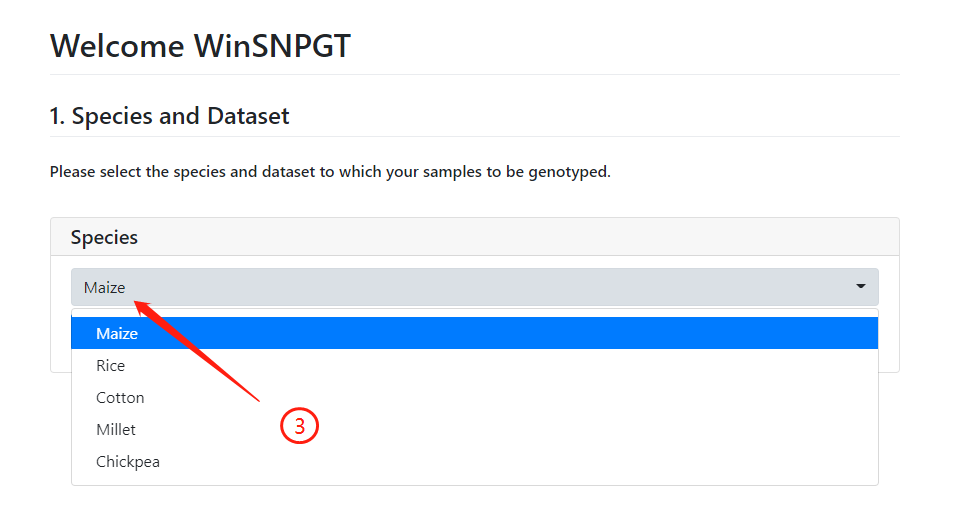 Welcome WinSNPGT
1. Species and Dataset
Please select the species and dataset to which your samples to be genotyped.
Species
Maize
Maize
Rice
Cotton
Millet
Chickpea
3